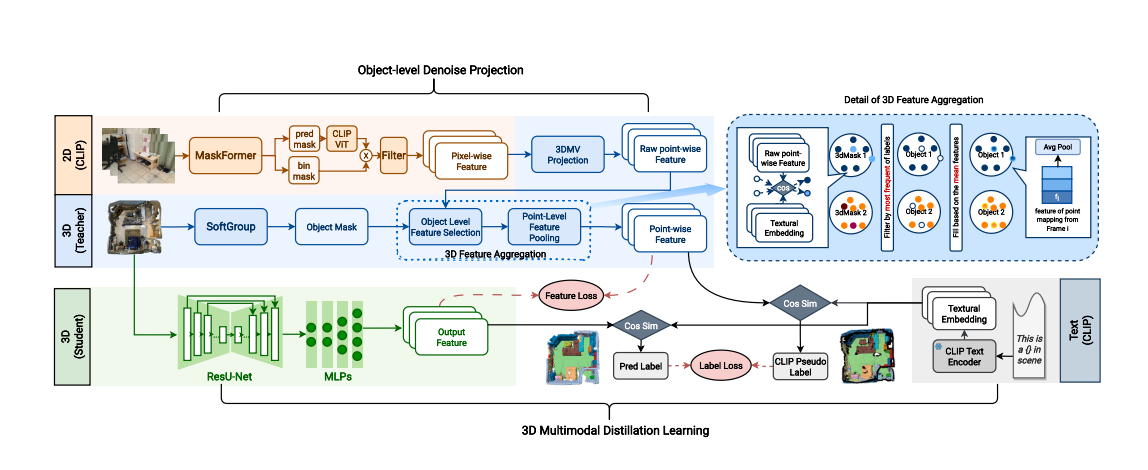 Object-level Denoise Projection
Detail of 3D Feature Aggregation
2D
(CLIP)
MaskFormer
pred
mask
CLIP
ViT
bin
mask
X
Filter
Pixel-wise
Feature
3DMV
Projection
Raw point-wise
Feature
3D
(Teacher)
SoftGroup
Object Mask
Object Level
Feature Selection
Point-Level
Feature
Pooling
3D Feature Aggregation
Point-wise
Feature
Raw point-
wise Feature
cos
Textural
Embedding
3dMask 1
3dMask 2
Filter by most frequent of labels
Object 1
Object 2
Fill based on the mean features
Object 1
Object 2
Avg Pool
fi
feature of point
mapping from
Frame i
3D
(Student)
ResU-Net
MLPs
Output
Feature
Feature Loss
Cos Sim
Cos Sim
Pred Label
Label Loss
CLIP Pseudo
Label
Textural
Embedding
CLIP Text
Encoder
This is
a {} in
scene
Text
(CLIP)
3D Multimodal Distillation Learning